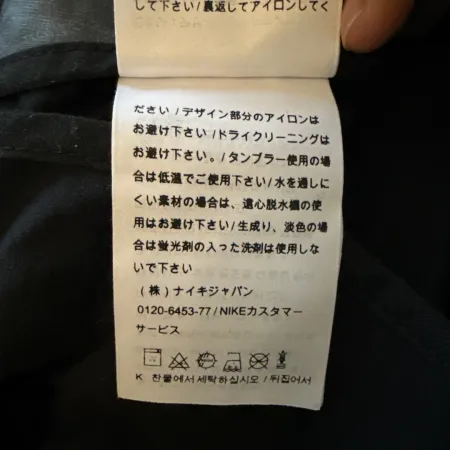 して下さい/裏返してアイロンしてく
ださい/デザイン部分のアイロンは
お避け下さい/ドライクリーニングは
お避け下さい。/タンブラー使用の場
合は低温でご使用下さい/水を通しに
くい素材の場合は、遠心脱水機の使
用はお避け下さい/生成り、淡色の場
合は蛍光剤の入った洗剤は使用しな
いで下さい
(株)ナイキジャパン
0120-6453-77/NIKEカスタマー
サービス
K 찬물에서 세탁하십시오/뒤집어서